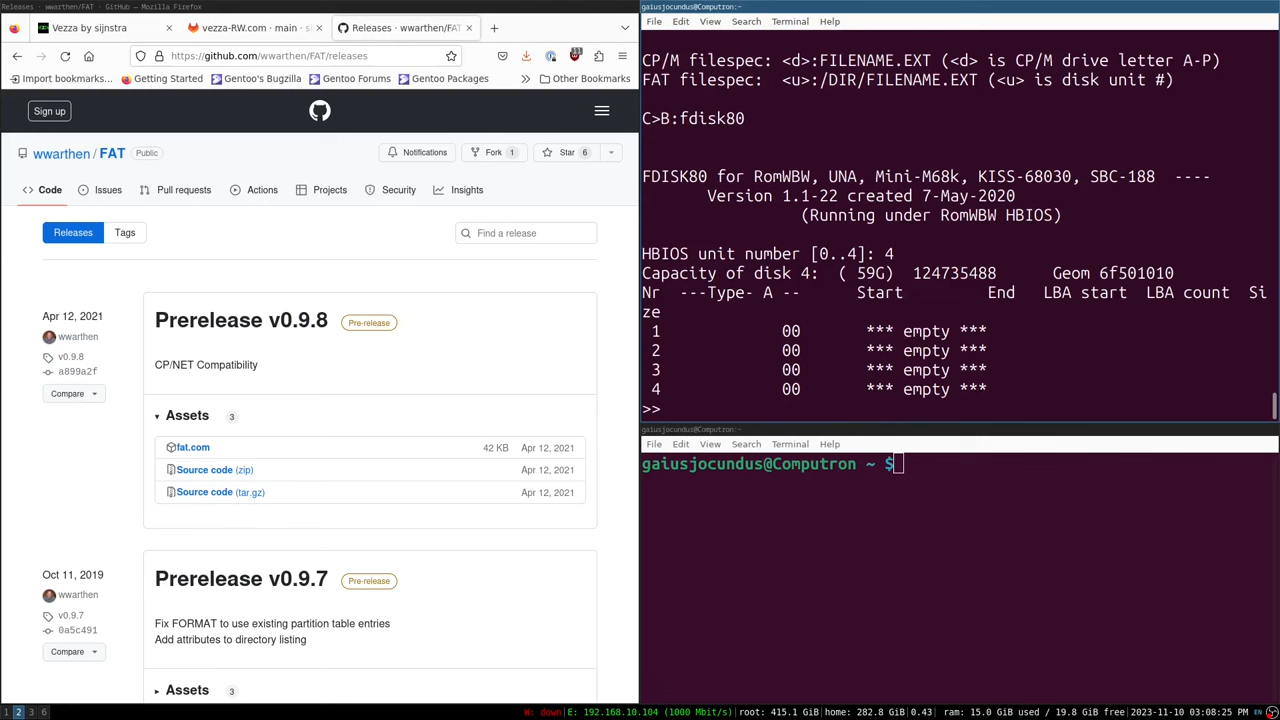 Releases · wwarthen/FAT · GitHub — Mozilla Firefox
Vezza by sijnstra
vezza-RW.com · main · si
Releases · wwarthen/FAT
https://github.com/wwarthen/FAT/releases
Import bookmarks...
Getting Started
Gentoo's Bugzilla
Gentoo Forums
Gentoo Packages
Other Bookmarks
Sign up
wwarthen / FAT
Public
Notifications
Fork 1
Star 6
Code
Issues
Pull requests
Actions
Projects
Security
Insights
Releases
Tags
Find a release
Apr 12, 2021
wwarthen
v0.9.8
a899a2f
Compare
Prerelease v0.9.8
Pre-release
CP/NET Compatibility
Assets 3
fat.com 42 KB Apr 12, 2021
Source code (zip) Apr 12, 2021
Source code (tar.gz) Apr 12, 2021
Oct 11, 2019
wwarthen
v0.9.7
0a5c491
Compare
Prerelease v0.9.7
Pre-release
Fix FORMAT to use existing partition table entries
Add attributes to directory listing
Assets 3
gaiusjocundus@Computron:~
File Edit View Search Terminal Help
CP/M filespec: <d>:FILENAME.EXT (<d> is CP/M drive letter A-P)
FAT filespec:  <u>:/DIR/FILENAME.EXT (<u> is disk unit #)
C>B:fdisk80
FDISK80 for RomWBW, UNA, Mini-M68k, KISS-68030, SBC-188  ----
Version 1.1-22 created 7-May-2020
(Running under RomWBW HBIOS)
HBIOS unit number [0..4]: 4
Capacity of disk 4:  ( 59G)  124735488      Geom 6f501010
Nr  ---Type- A --      Start         End   LBA start  LBA count  Si
ze
1            00        *** empty ***
2            00        *** empty ***
3            00        *** empty ***
4            00        *** empty ***
>>
gaiusjocundus@Computron:~
File Edit View Search Terminal Help
gaiusjocundus@Computron ~ $
1 2 3 6
W: down|E: 192.168.10.104 (1000 Mbit/s)|root: 415.1 GiB|home: 282.8 GiB|0.43| ram: 15.0 GiB used / 19.8 GiB free|2023-11-10 03:08:25 PM EN